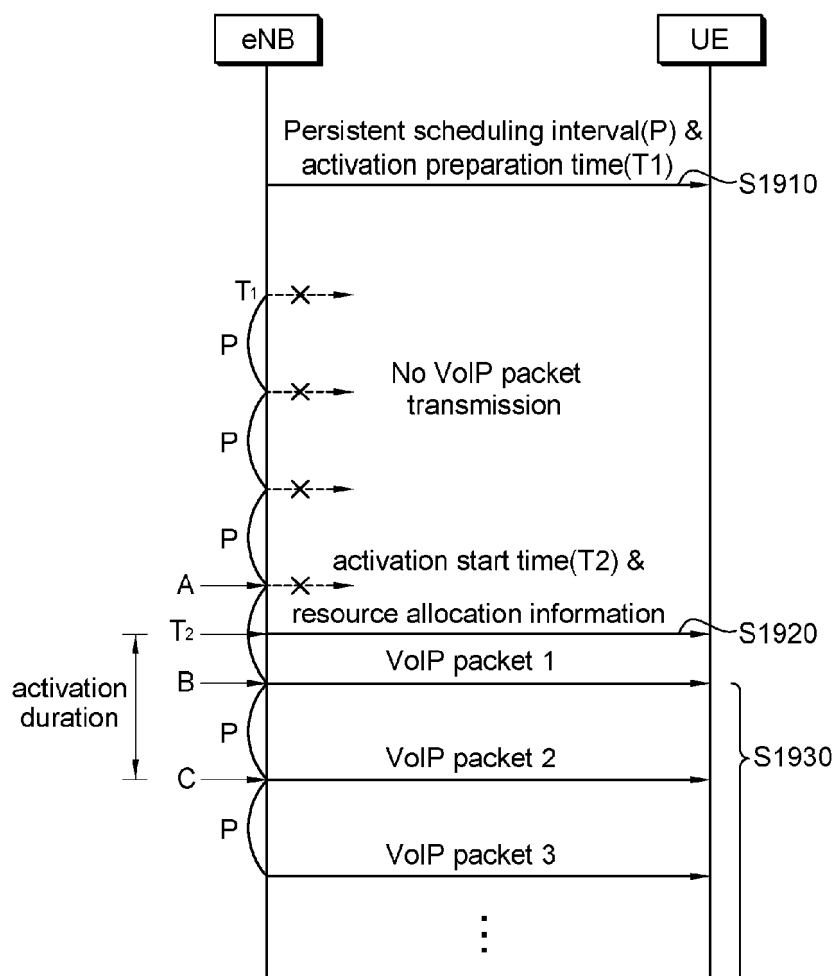 eNB
UE
Persistent scheduling interval(P) &
activation preparation time(T1)
S1910
T1
P
No VoIP packet
transmission
P
P
activation start time(T2) &
A
resource allocation information
T2
S1920
VoIP packet 1
activation
duration
B
P
VoIP packet 2
S1930
C
P
VoIP packet 3